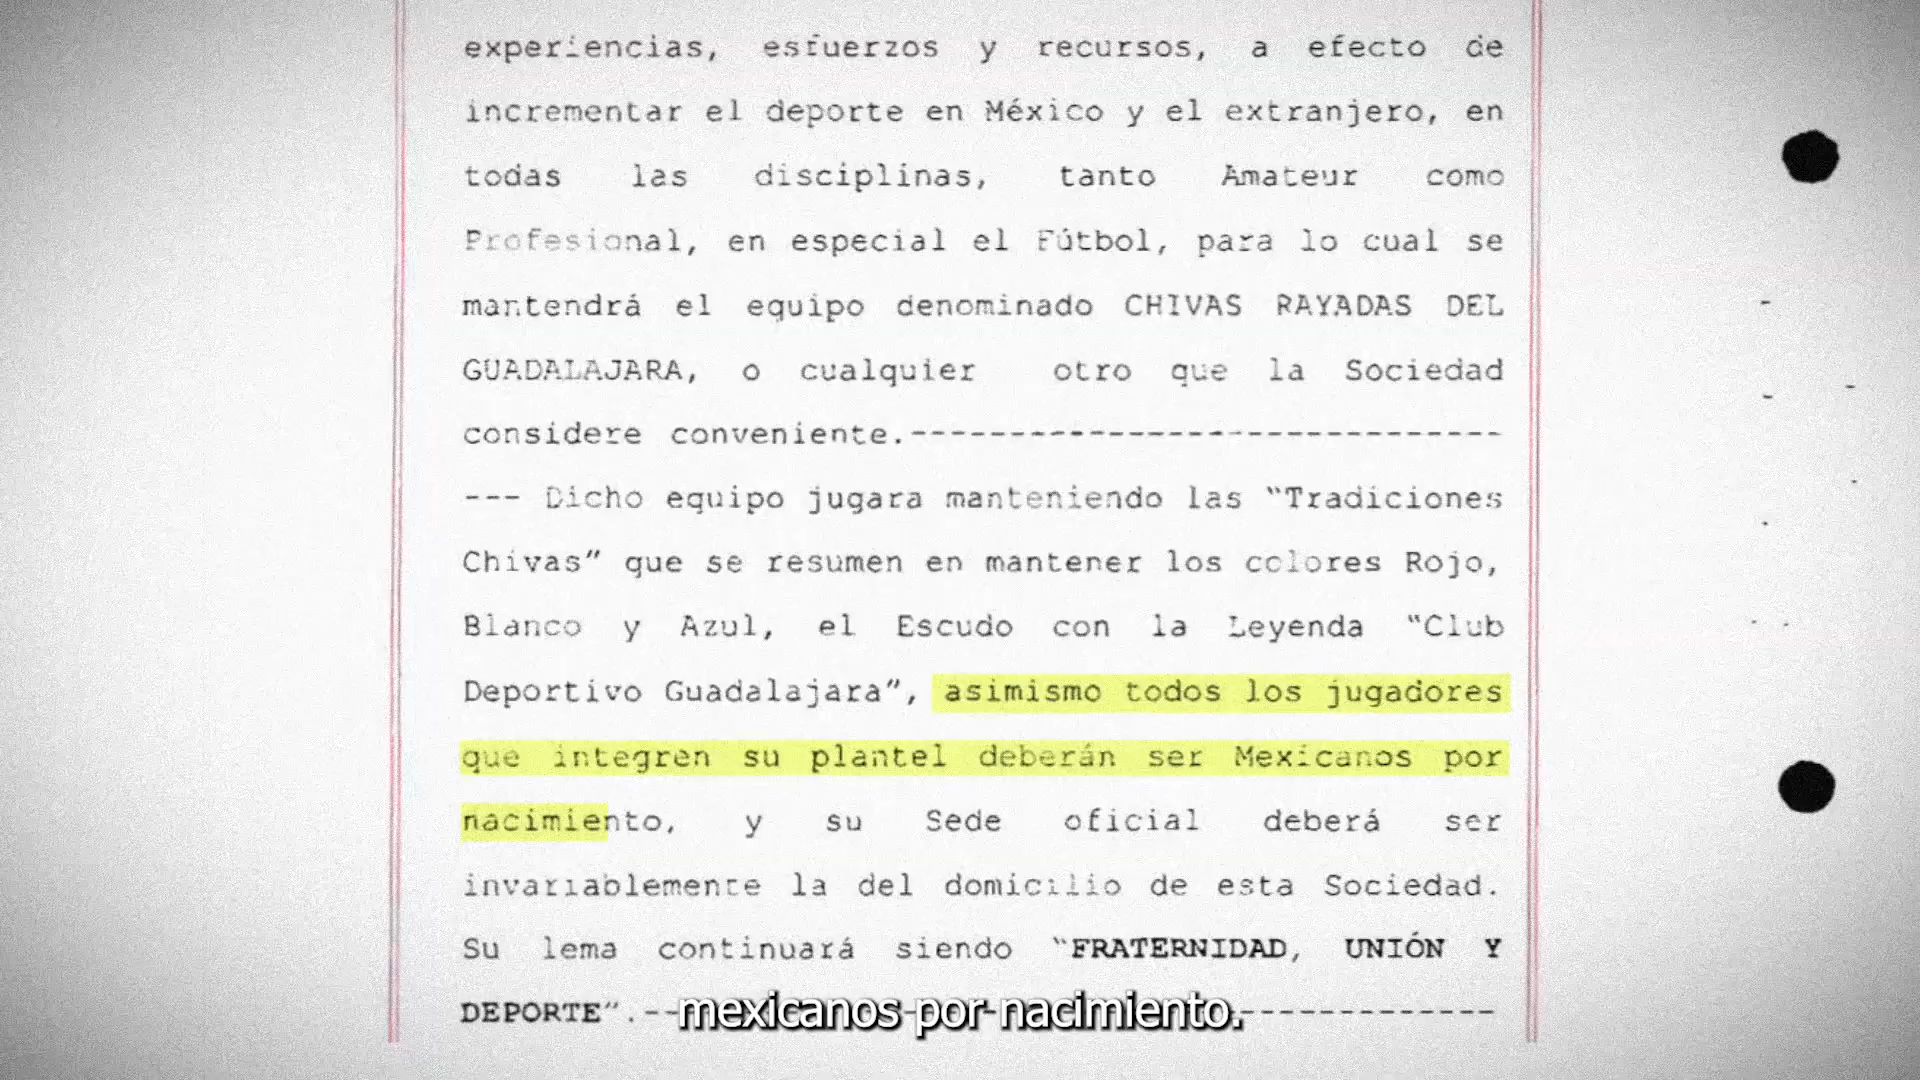 experiencias, esfuerzos y recursos, a efecto de
incrementar el deporte en México y el extranjero, en
todas las disciplinas, tanto Amateur como
Profesional, en especial el Fútbol, para lo cual se
mantendrá el equipo denominado CHIVAS RAYADAS DEL
GUADALAJARA, o cualquier otro que la Sociedad
considere conveniente.-------------------------------
--- Dicho equipo jugara manteniendo las "Tradiciones
Chivas" que se resumen en mantener los colores Rojo,
Blanco y Azul, el Escudo con la Leyenda "Club
Deportivo Guadalajara", asimismo todos los jugadores
que integren su plantel deberán ser Mexicanos por
nacimiento, y su Sede oficial deberá ser
invariablemente la del domicilio de esta Sociedad.
Su lema continuará siendo "FRATERNIDAD, UNIÓN Y
DEPORTE".--------------------------------------------
mexicanos por nacimiento.